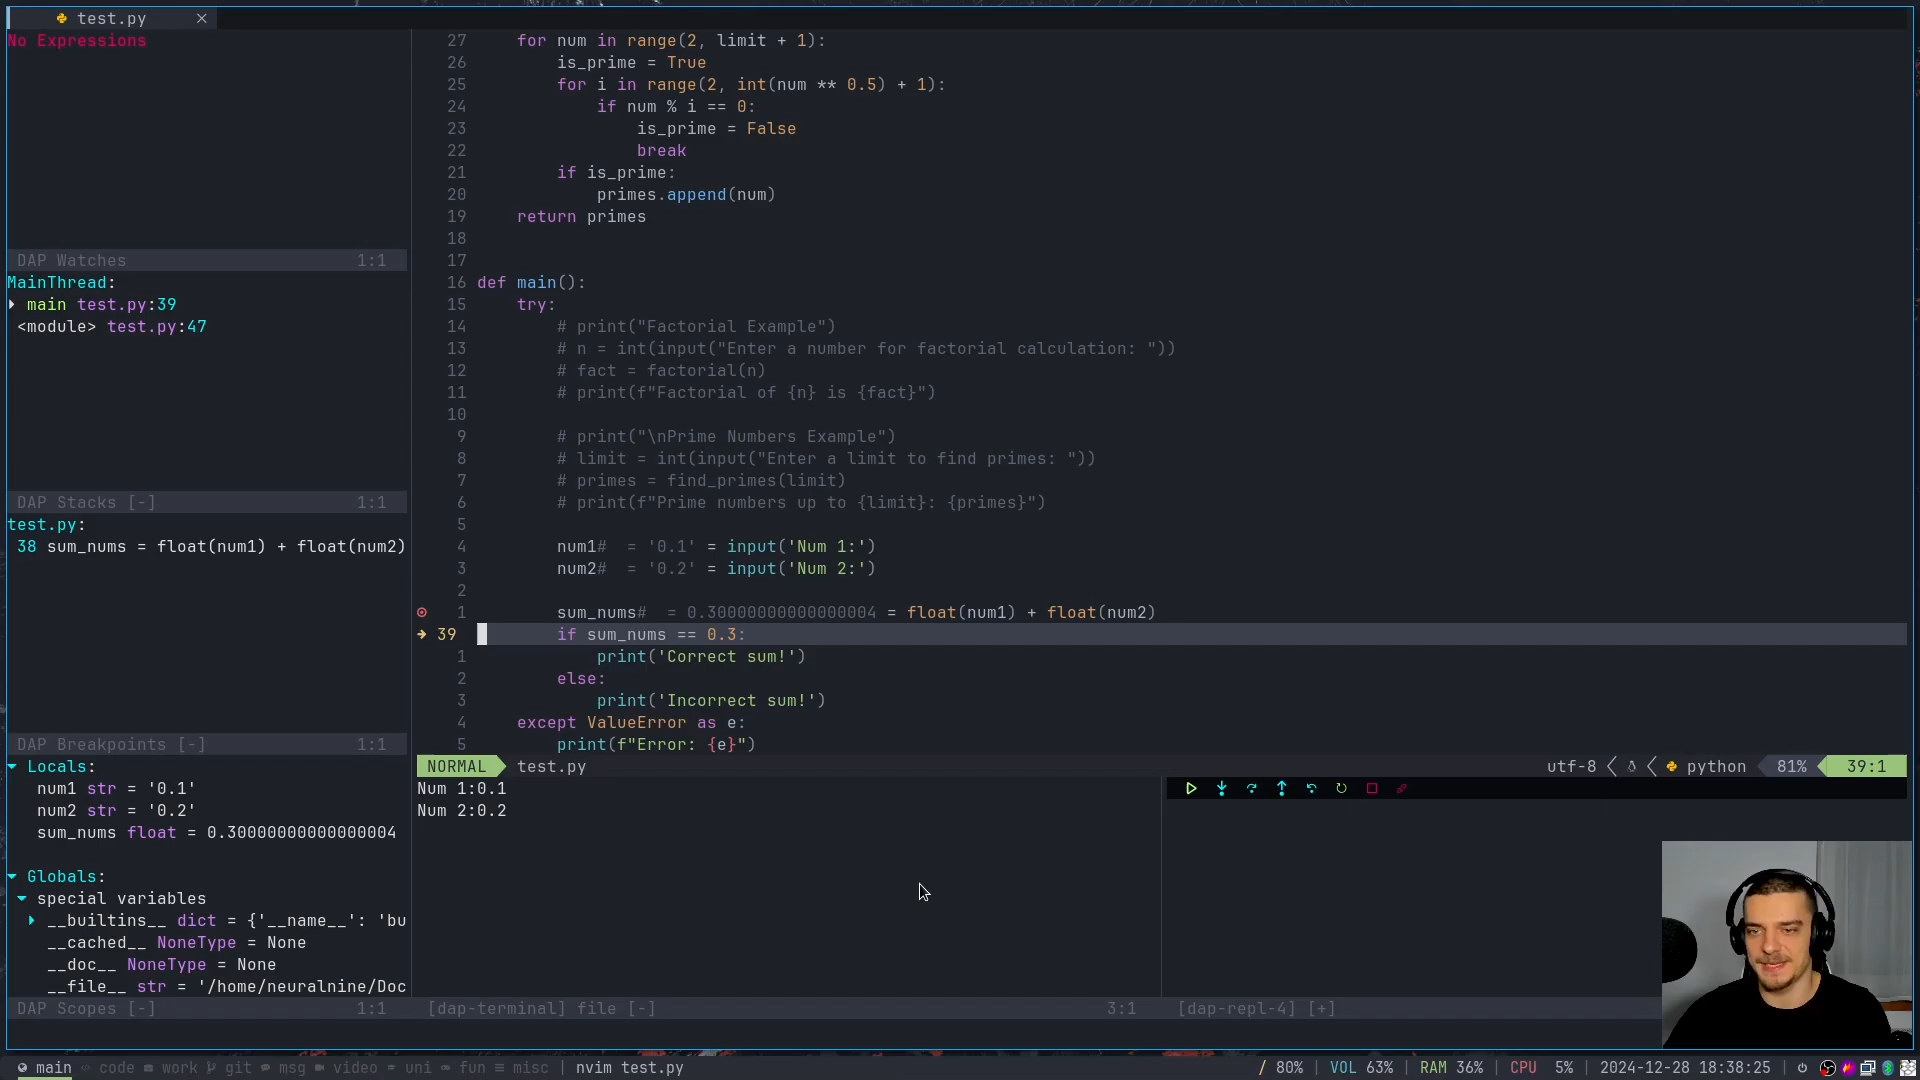 test.py
No Expressions
DAP Watches 1:1
MainThread:
main test.py:39
<module> test.py:47
DAP Stacks [-] 1:1
test.py:
38 sum_nums = float(num1) + float(num2)
DAP Breakpoints [-] 1:1
Locals:
num1 str = '0.1'
num2 str = '0.2'
sum_nums float = 0.30000000000000004
Globals:
special variables
__builtins__ dict = {'__name__': 'bu
__cached__ NoneType = None
__doc__ NoneType = None
__file__ str = '/home/neuralnine/Doc
DAP Scopes [-] 1:1
27 for num in range(2, limit + 1):
26 is_prime = True
25 for i in range(2, int(num ** 0.5) + 1):
24 if num % i == 0:
23 is_prime = False
22 break
21 if is_prime:
20 primes.append(num)
19 return primes
18
17
16 def main():
15 try:
14 # print("Factorial Example")
13 # n = int(input("Enter a number for factorial calculation: "))
12 # fact = factorial(n)
11 # print(f"Factorial of {n} is {fact}")
10
9 # print("\nPrime Numbers Example")
8 # limit = int(input("Enter a limit to find primes: "))
7 # primes = find_primes(limit)
6 # print(f"Prime numbers up to {limit}: {primes}")
5
4 num1# = '0.1' = input('Num 1:')
3 num2# = '0.2' = input('Num 2:')
2
1 sum_nums# = 0.30000000000000004 = float(num1) + float(num2)
39 if sum_nums == 0.3:
1 print('Correct sum!')
2 else:
3 print('Incorrect sum!')
4 except ValueError as e:
5 print(f"Error: {e}")
NORMAL test.py utf-8 python 81% 39:1
Num 1:0.1
Num 2:0.2
[dap-terminal] file [-] 3:1
[dap-repl-4] [+]
main code work git msg video uni fun misc | nvim test.py
/ 80% | VOL 63% | RAM 36% | CPU 5% | 2024-12-28 18:38:25 |